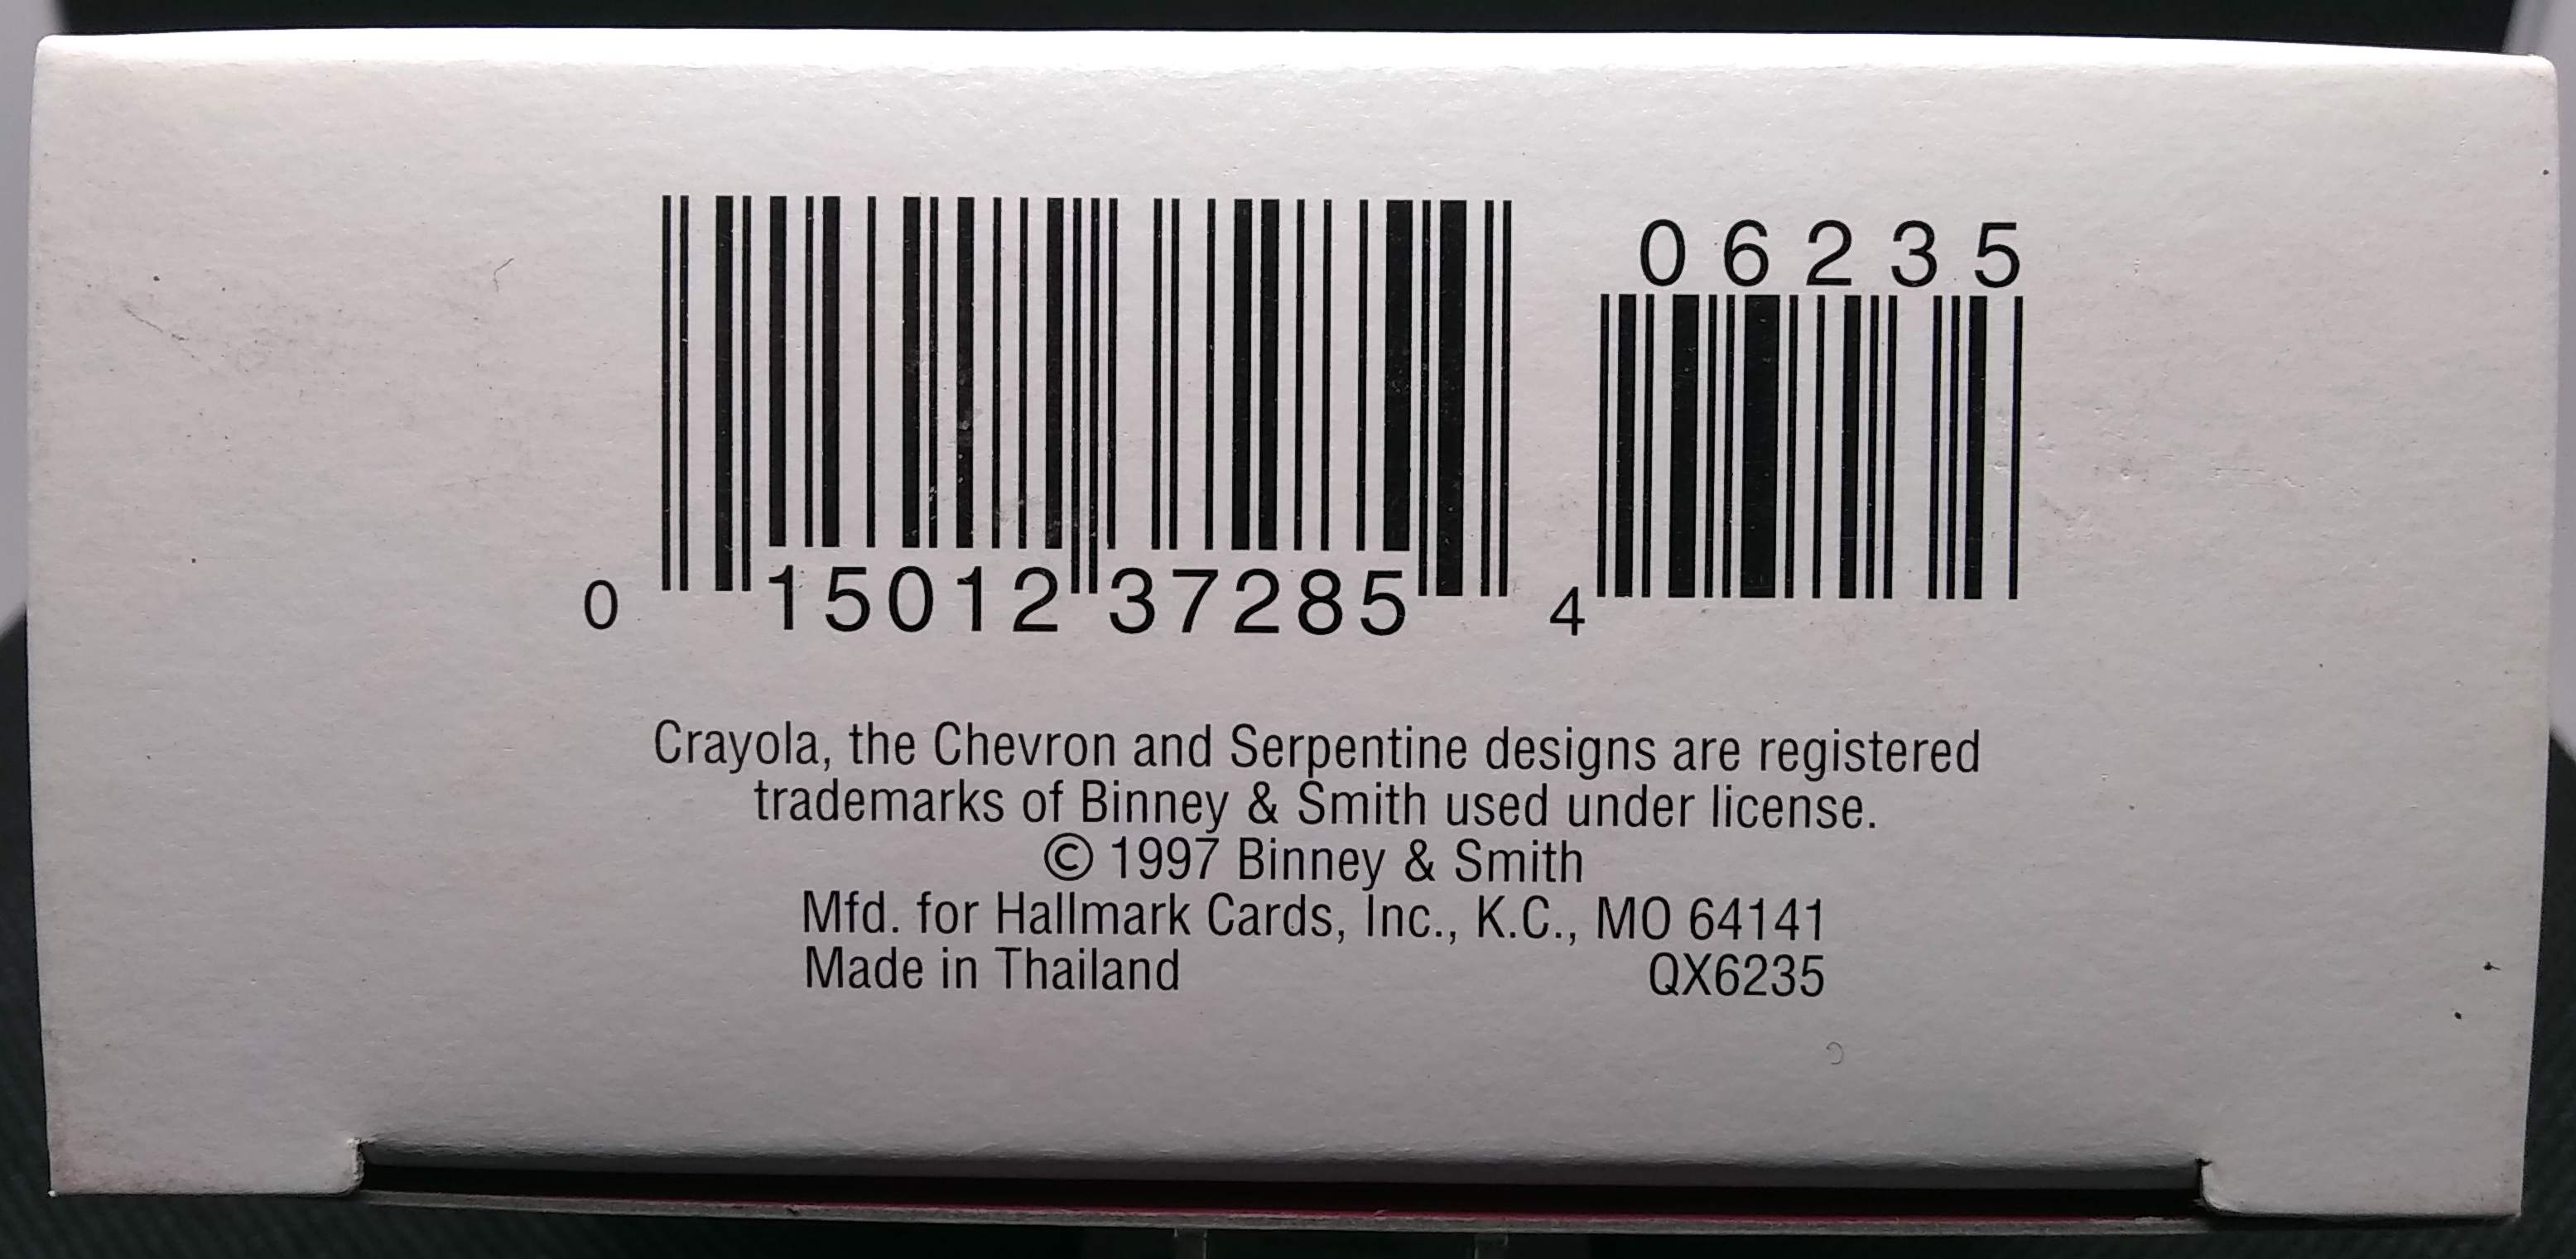 06235
0 15012 37285 4
Crayola, the Chevron and Serpentine designs are registered
trademarks of Binney & Smith used under license.
© 1997 Binney & Smith
Mfd. for Hallmark Cards, Inc., K.C., MO 64141
Made in Thailand QX6235